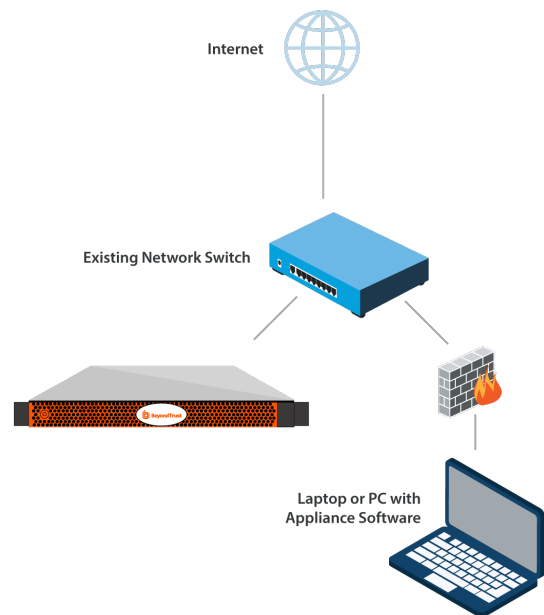 Internet
Existing Network Switch
BeyondTrust
Laptop or PC with
Appliance Software